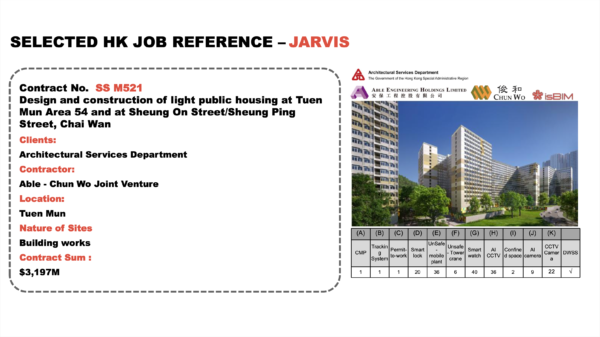 SELECTED HK JOB REFERENCE – JARVIS
Contract No. SS M521
Design and construction of light public housing at Tuen
Mun Area 54 and at Sheung On Street/Sheung Ping
Street, Chai Wan
Clients:
Architectural Services Department
Contractor:
Able - Chun Wo Joint Venture
Location:
Tuen Mun
Nature of Sites
Building works
Contract Sum :
$3,197M
Architectural Services Department
The Government of the Hong Kong Special Administrative Region
ABLE ENGINEERING HOLDINGS LIMITED
安保工程控股有限公司
俊和
CHUN WO
isBIM
(A) (B) (C) (D) (E) (F) (G) (H) (I) (J) (K)
CMP
Trackin
g
System
Permit-
to-work
Smart
lock
UnSafe
-
mobile
plant
Unsafe
- Tower
crane
Smart
watch
AI
CCTV
Confine
d space
AI
camera
CCTV
Camer
a
DWSS
1 1 1 20 36 6 40 36 2 9 22 √